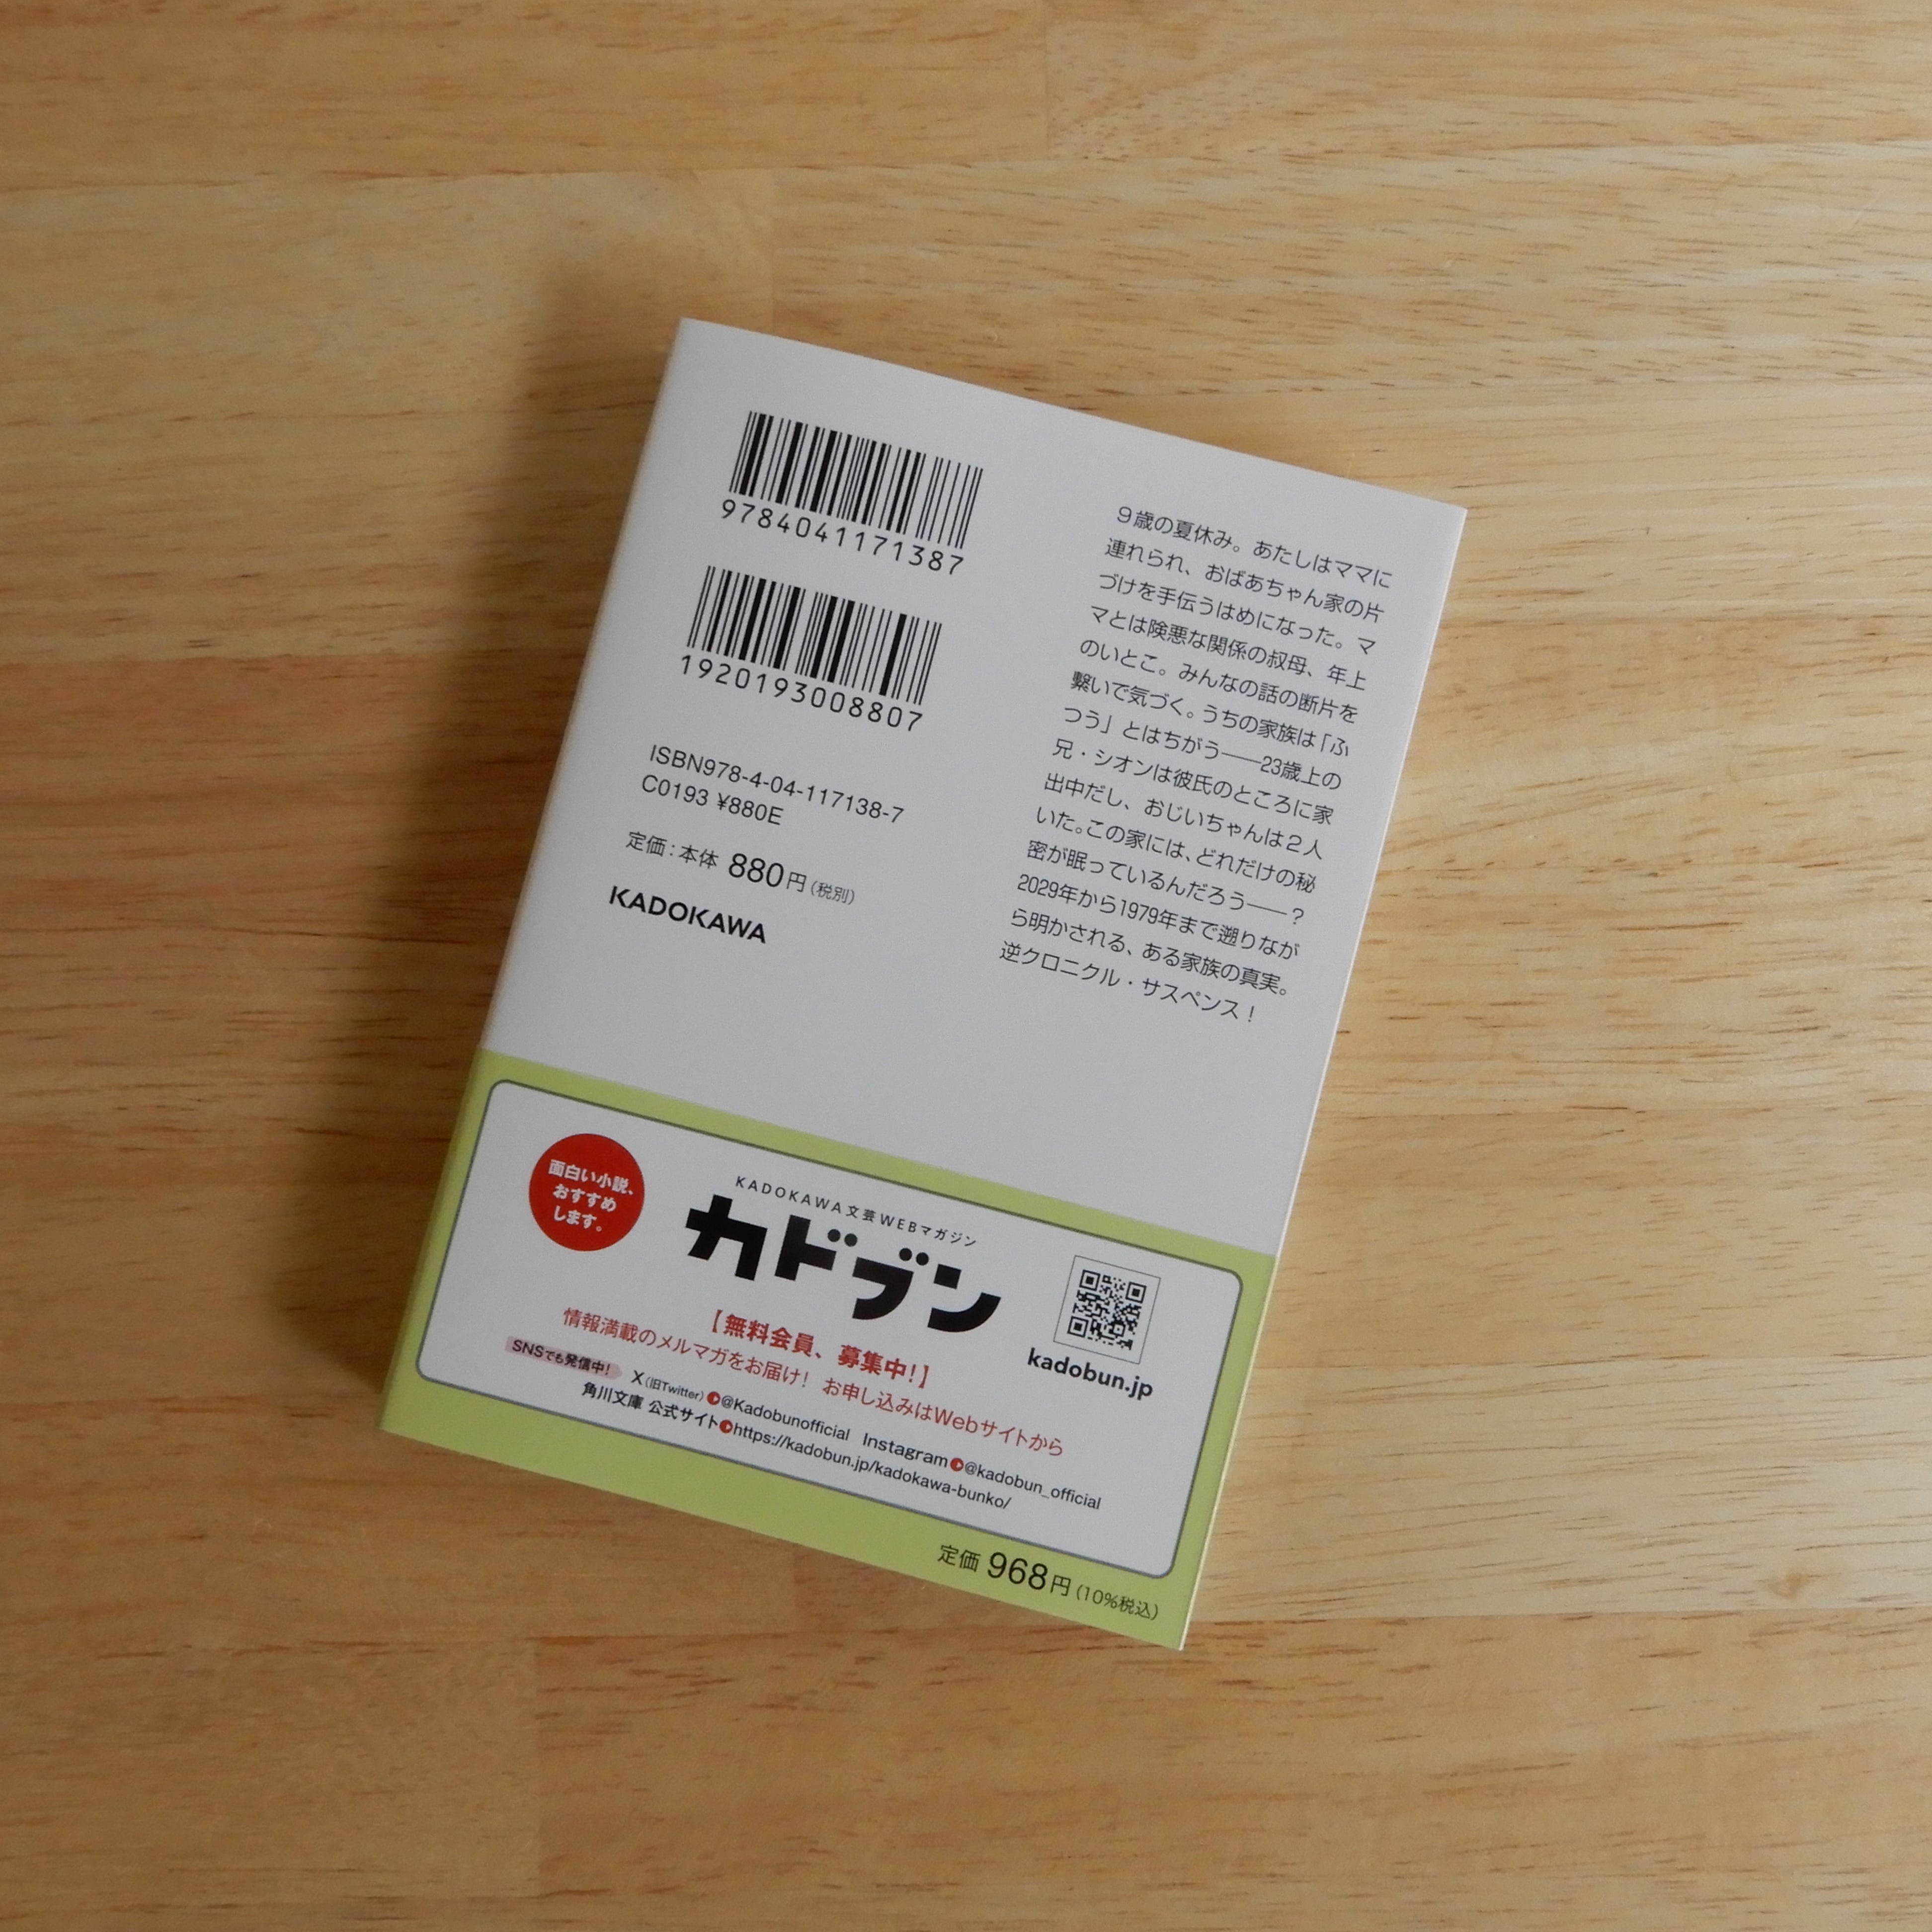 9784041171387
1920193008807
ISBN978-4-04-117138-7
C0193 ¥880E
定価：本体 880円（税別）
KADOKAWA
9歳の夏休み。あたしはママに
連れられ、おばあちゃん家の片
づけを手伝うはめになった。マ
マとは険悪な関係の叔母、年上
のいとこ。みんなの話の断片を
繋いで気づく。うちの家族は「ふ
つう」とはちがう――23歳上の
兄・シオンは彼氏のところに家
出中だし、おじいちゃんは2人
いた。この家には、どれだけの秘
密が眠っているんだろう――？
2029年から1979年まで遡りなが
ら明かされる、ある家族の真実。
逆クロニクル・サスペンス！
面白い小説、
おすすめ
します。
KADOKAWA文芸WEBマガジン
カドブン
kadobun.jp
【無料会員、募集中！】
情報満載のメルマガをお届け！ お申し込みはWebサイトから
SNSでも発信中！ X（旧Twitter）@Kadobunofficial Instagram@kadobun_official
角川文庫 公式サイトhttps://kadobun.jp/kadokawa-bunko/
定価 968円（10%税込）